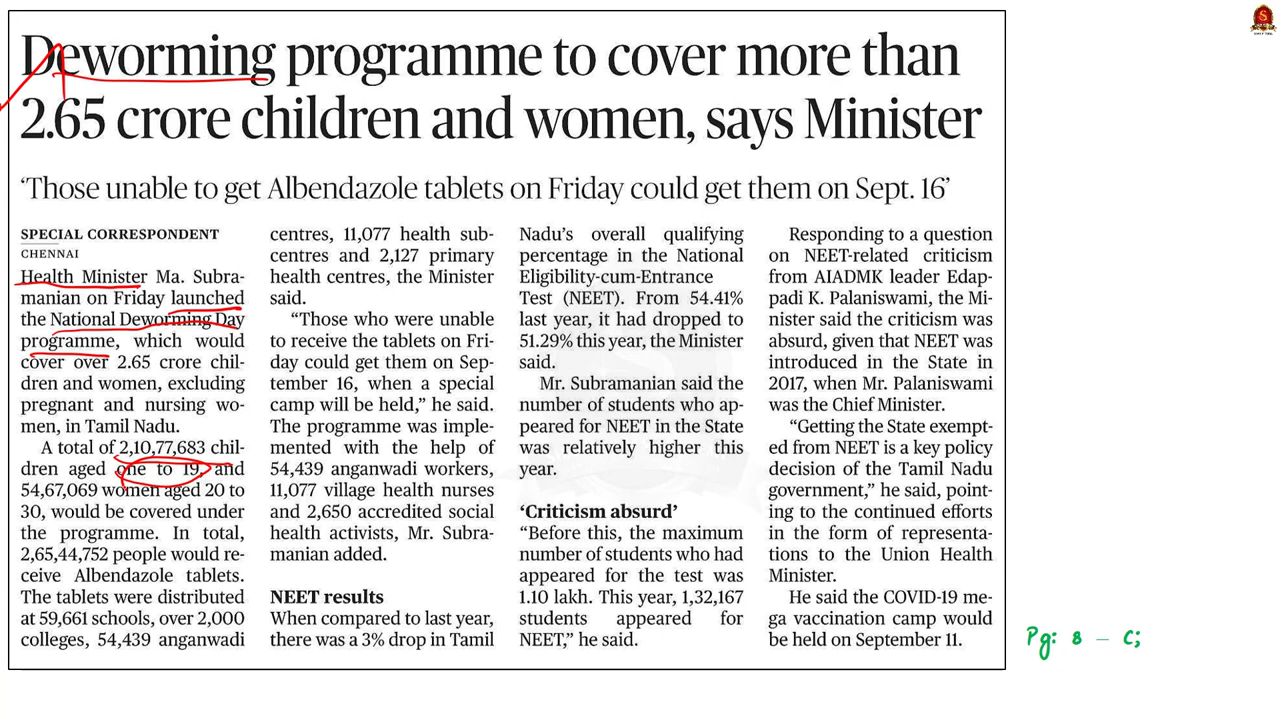 Deworming programme to cover more than
2.65 crore children and women, says Minister
‘Those unable to get Albendazole tablets on Friday could get them on Sept. 16’
SPECIAL CORRESPONDENT
CHENNAI
Health Minister Ma. Subra-
manian on Friday launched
the National Deworming Day
programme, which would
cover over 2.65 crore chil-
dren and women, excluding
pregnant and nursing wo-
men, in Tamil Nadu.
A total of 2,10,77,683 chil-
dren aged one to 19, and
54,67,069 women aged 20 to
30, would be covered under
the programme. In total,
2,65,44,752 people would re-
ceive Albendazole tablets.
The tablets were distributed
at 59,661 schools, over 2,000
colleges, 54,439 anganwadi
centres, 11,077 health sub-
centres and 2,127 primary
health centres, the Minister
said.
“Those who were unable
to receive the tablets on Fri-
day could get them on Sep-
tember 16, when a special
camp will be held,” he said.
The programme was imple-
mented with the help of
54,439 anganwadi workers,
11,077 village health nurses
and 2,650 accredited social
health activists, Mr. Subra-
manian added.
NEET results
When compared to last year,
there was a 3% drop in Tamil
Nadu’s overall qualifying
percentage in the National
Eligibility-cum-Entrance
Test (NEET). From 54.41%
last year, it had dropped to
51.29% this year, the Minister
said.
Mr. Subramanian said the
number of students who ap-
peared for NEET in the State
was relatively higher this
year.
‘Criticism absurd’
“Before this, the maximum
number of students who had
appeared for the test was
1.10 lakh. This year, 1,32,167
students appeared for
NEET,” he said.
Responding to a question
on NEET-related criticism
from AIADMK leader Edap-
padi K. Palaniswami, the Mi-
nister said the criticism was
absurd, given that NEET was
introduced in the State in
2017, when Mr. Palaniswami
was the Chief Minister.
“Getting the State exempt-
ed from NEET is a key policy
decision of the Tamil Nadu
government,” he said, point-
ing to the continued efforts
in the form of representa-
tions to the Union Health
Minister.
He said the COVID-19 me-
ga vaccination camp would
be held on September 11.
Pg: 8 – C;